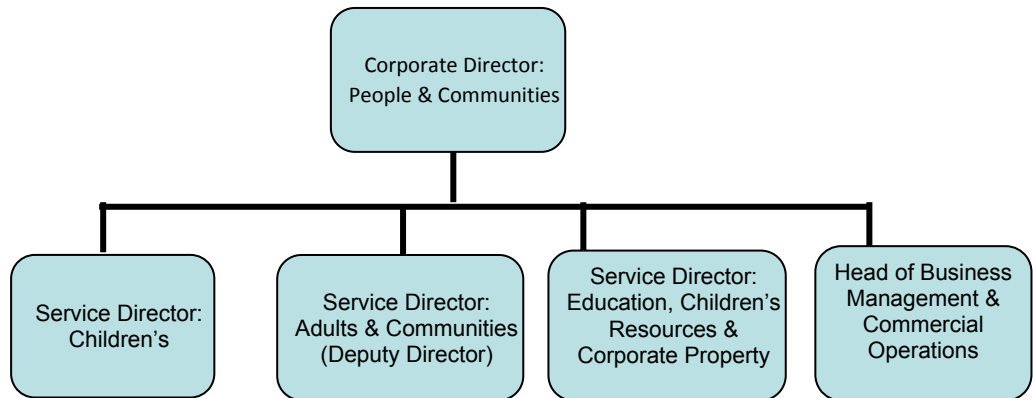 Corporate Director:
People & Communities
Service Director:
Children’s
Service Director:
Adults & Communities
(Deputy Director)
Service Director:
Education, Children’s
Resources &
Corporate Property
Head of Business
Management &
Commercial
Operations